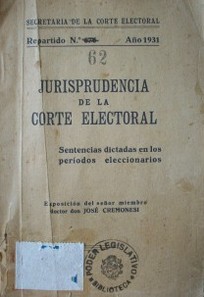 SECRETARIA DE LA CORTE ELECTORAL
Repartido N.º Año 1931
62
JURISPRUDENCIA
DE LA
CORTE ELECTORAL
Sentencias dictadas en los
períodos eleccionarios
Exposición del señor miembro
doctor don JOSÉ CREMONESI
PODER LEGISLATIVO
BIBLIOTECA